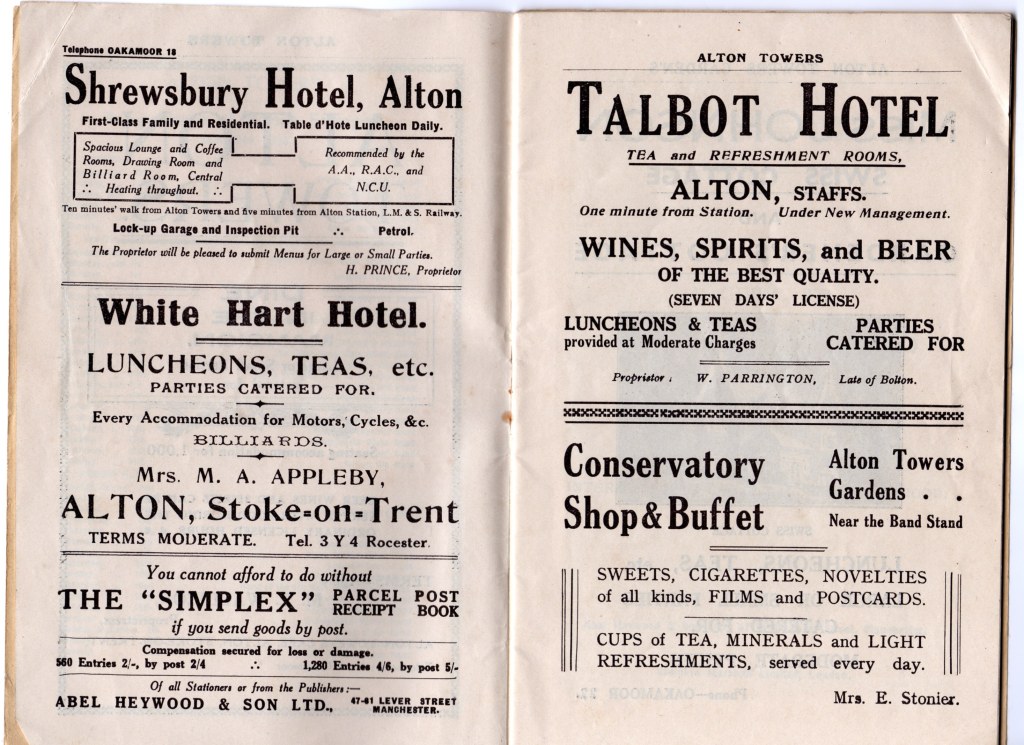 Telephone OAKAMOOR 18
Shrewsbury Hotel, Alton
First-Class Family and Residential. Table d'Hote Luncheon Daily.
Spacious Lounge and Coffee
Rooms, Drawing Room and
Billiard Room, Central
∴ Heating throughout. ∴
Recommended by the
A.A., R.A.C., and
N.C.U.
Ten minutes' walk from Alton Towers and five minutes from Alton Station, L.M. & S. Railway.
Lock-up Garage and Inspection Pit ∴ Petrol.
The Proprietor will be pleased to submit Menus for Large or Small Parties.
H. PRINCE, Proprietor
White Hart Hotel.
LUNCHEONS, TEAS, etc.
PARTIES CATERED FOR.
Every Accommodation for Motors, Cycles, &c.
BILLIARDS.
Mrs. M. A. APPLEBY,
ALTON, Stoke=on=Trent
TERMS MODERATE. Tel. 3 Y 4 Rocester.
You cannot afford to do without
THE "SIMPLEX" PARCEL POST
RECEIPT BOOK
if you send goods by post.
Compensation secured for loss or damage.
560 Entries 2/-, by post 2/4 ∴ 1,280 Entries 4/6, by post 5/-
Of all Stationers or from the Publishers:—
ABEL HEYWOOD & SON LTD., 47-61 LEVER STREET
MANCHESTER.
ALTON TOWERS
TALBOT HOTEL
TEA and REFRESHMENT ROOMS,
ALTON, STAFFS.
One minute from Station. Under New Management.
WINES, SPIRITS, and BEER
OF THE BEST QUALITY.
(SEVEN DAYS' LICENSE)
LUNCHEONS & TEAS
provided at Moderate Charges
PARTIES
CATERED FOR
Proprietor: W. PARRINGTON, Late of Bolton.
Conservatory
Shop & Buffet
Alton Towers
Gardens . .
Near the Band Stand
SWEETS, CIGARETTES, NOVELTIES
of all kinds, FILMS and POSTCARDS.
CUPS of TEA, MINERALS and LIGHT
REFRESHMENTS, served every day.
Mrs. E. Stonier.